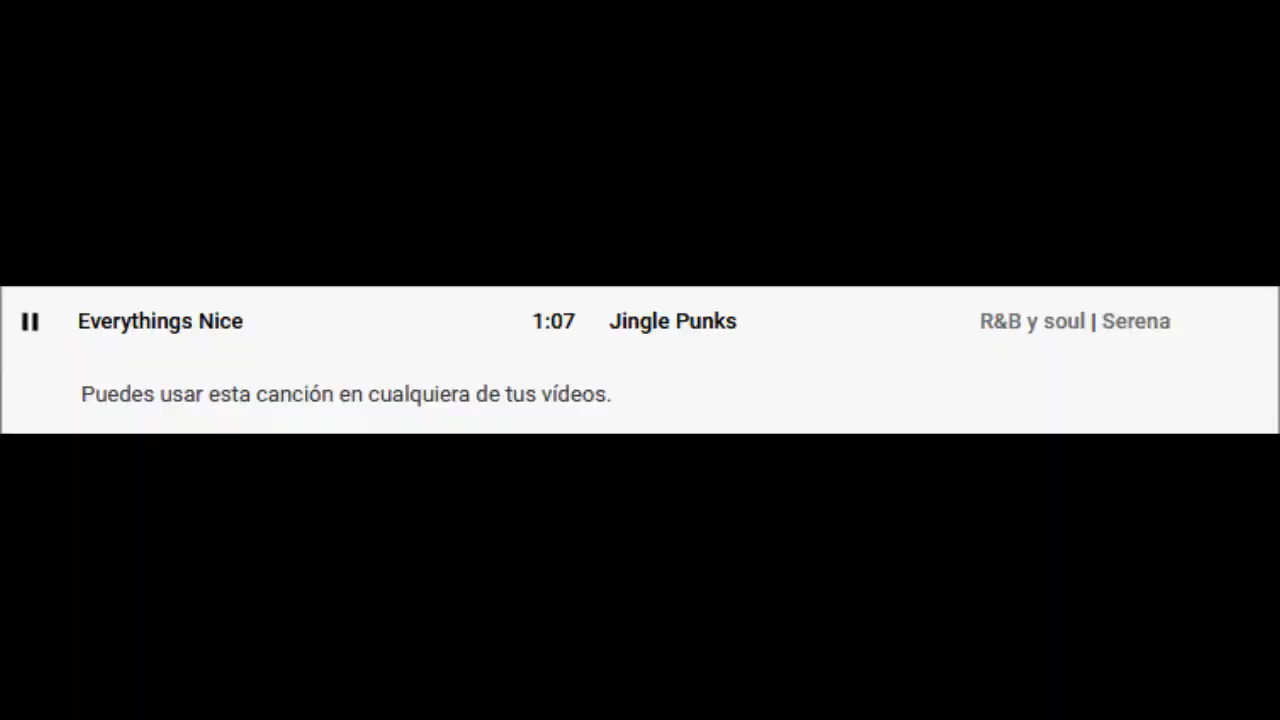 Everythings Nice 1:07 Jingle Punks R&B y soul | Serena
Puedes usar esta canción en cualquiera de tus vídeos.